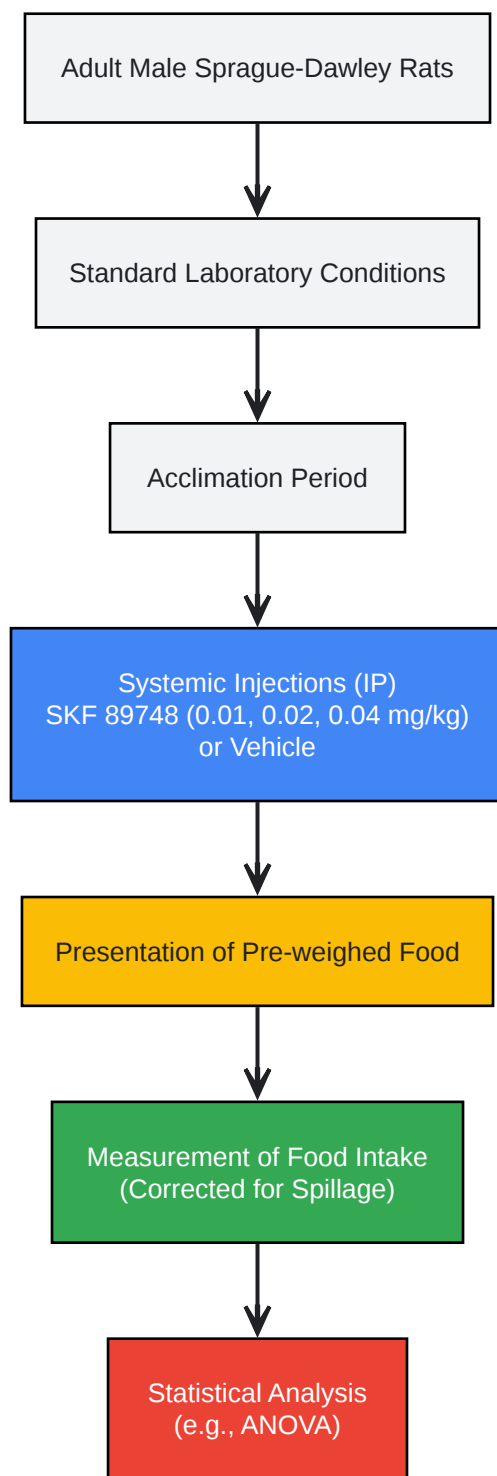 Adult Male Sprague-Dawley Rats
Standard Laboratory Conditions
Acclimation Period
Systemic Injections (IP)
SKF 89748 (0.01, 0.02, 0.04 mg/kg)
or Vehicle
Presentation of Pre-weighed Food
Measurement of Food Intake
(Corrected for Spillage)
Statistical Analysis
(e.g., ANOVA)